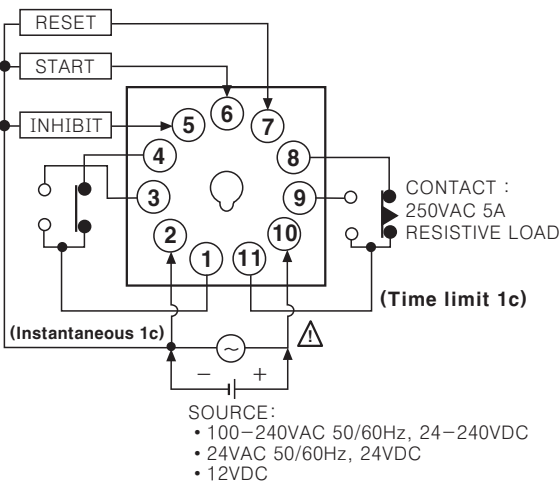 RESET
START
INHIBIT
6
5
7
4
8
3
9
2
10
1
11
CONTACT :
250VAC 5A
RESISTIVE LOAD
(Time limit 1c)
(Instantaneous 1c)
~
!
− +
SOURCE:
• 100−240VAC 50/60Hz, 24−240VDC
• 24VAC 50/60Hz, 24VDC
• 12VDC